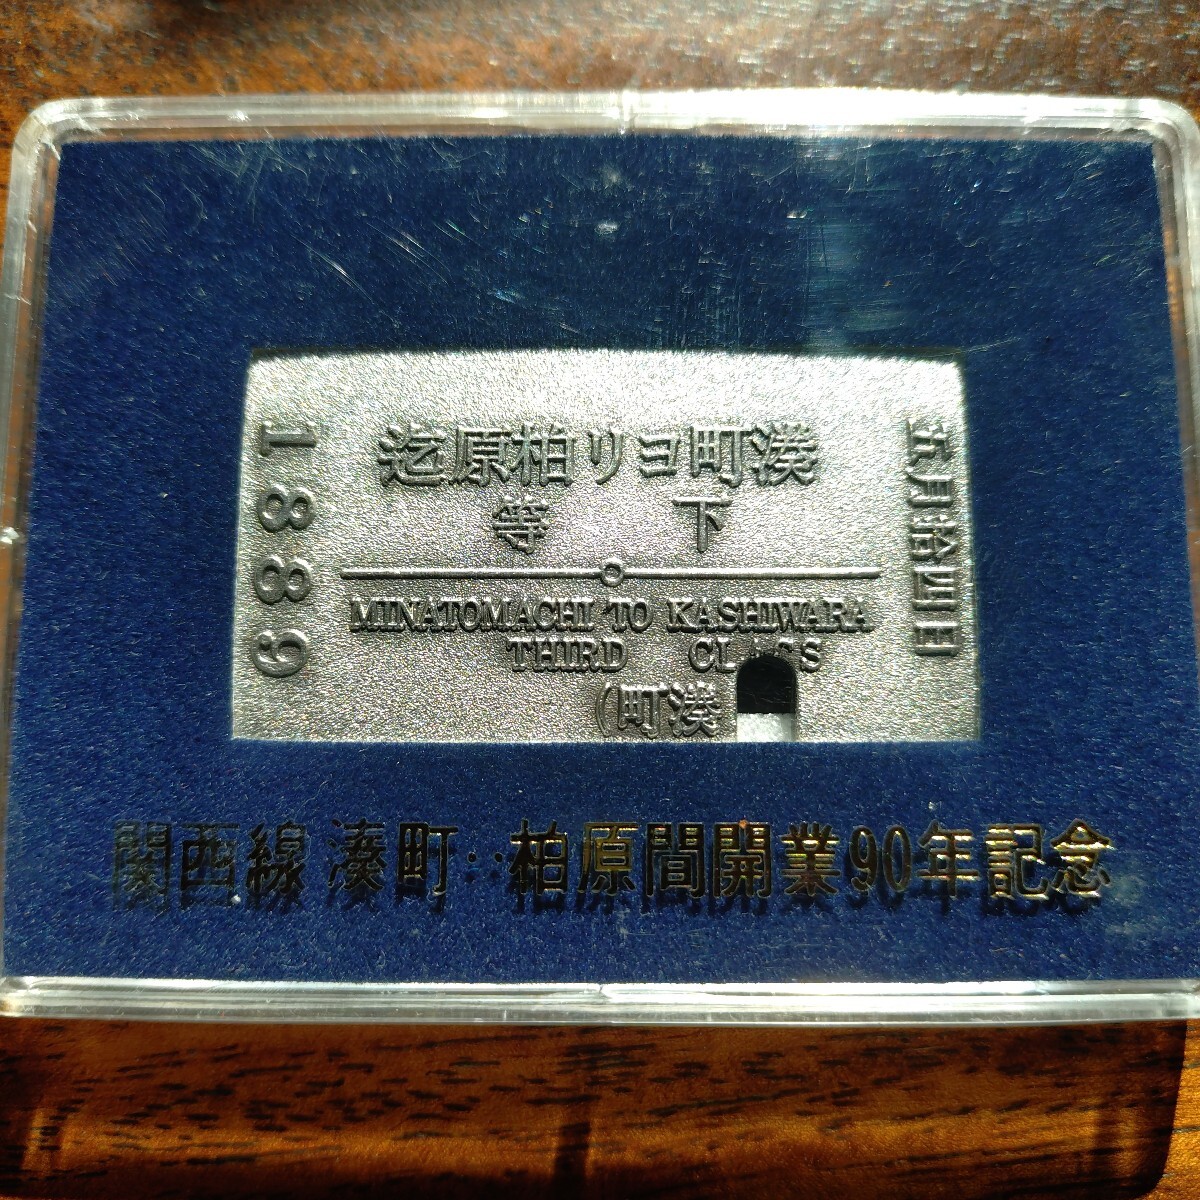 1889
迄原柏リヨ町湊
等 下
MINATOMACHI TO KASHIWARA
THIRD CLASS
(町湊
五月拾四日
関西線 湊町::柏原間開業90年記念